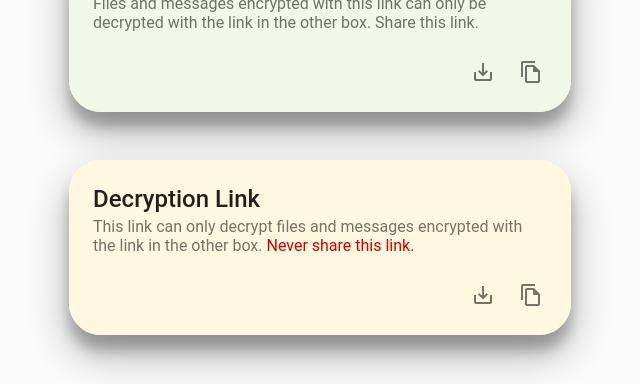 Files and messages encrypted with this link can only be
decrypted with the link in the other box. Share this link.
Decryption Link
This link can only decrypt files and messages encrypted with
the link in the other box. Never share this link.